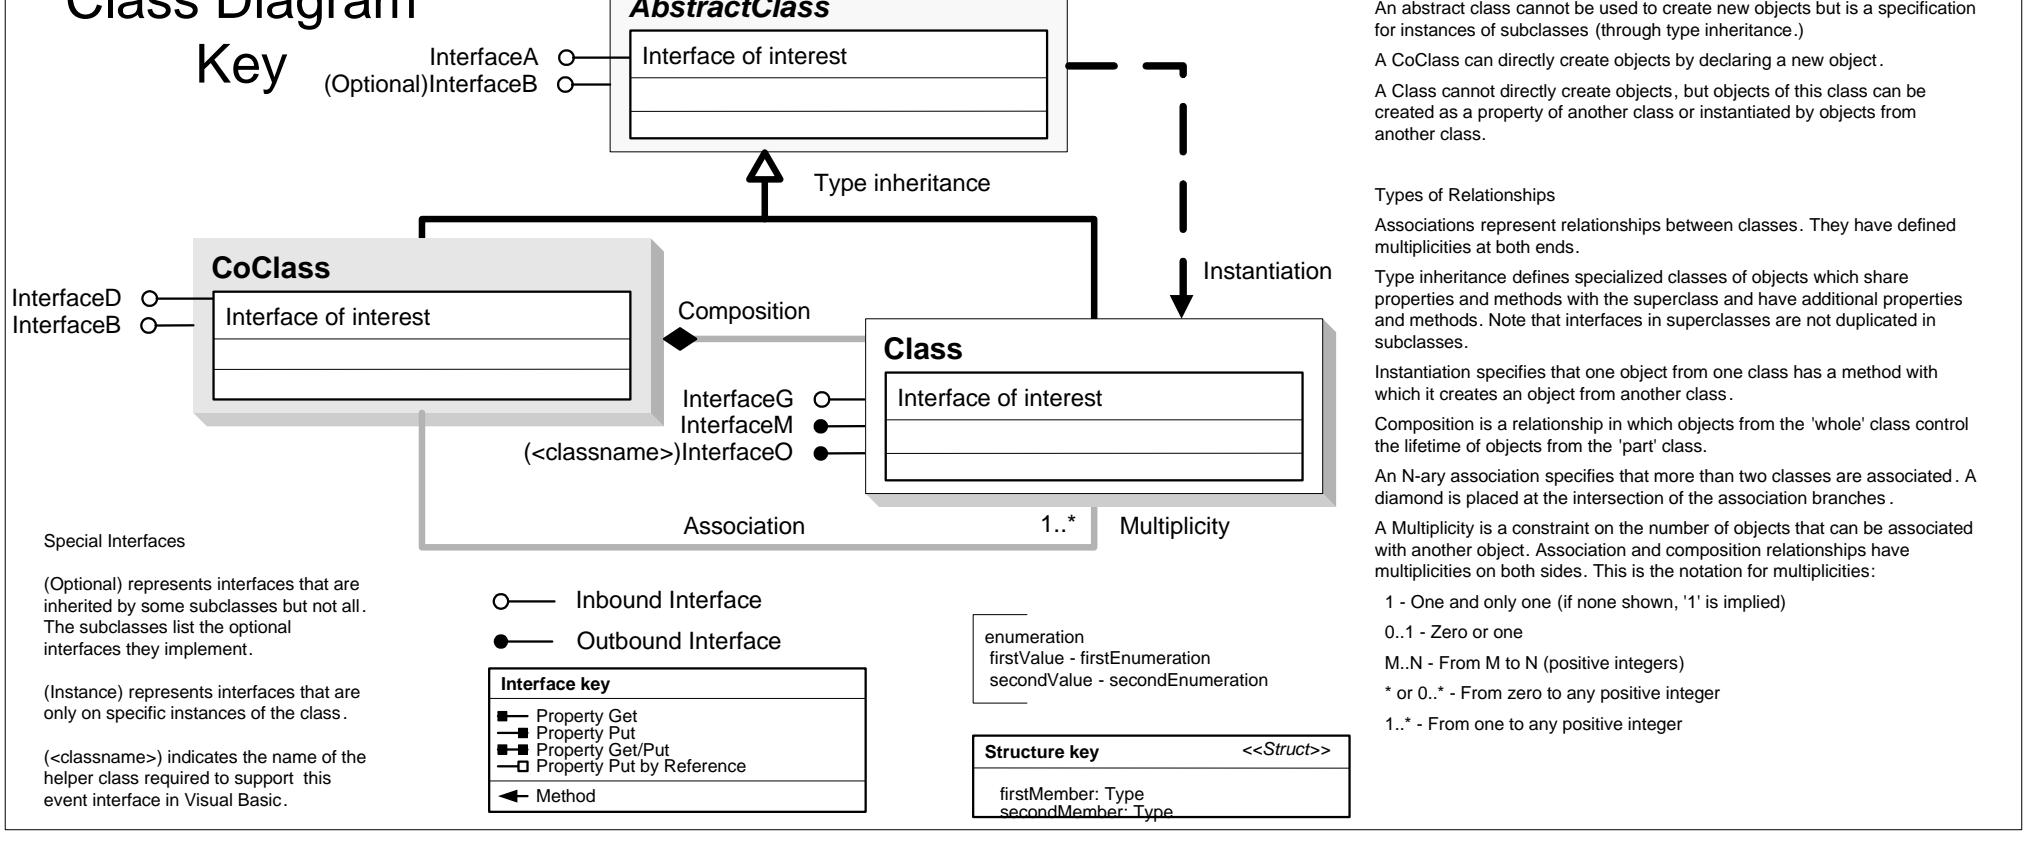 Class Diagram
Key
AbstractClass
InterfaceA
(Optional)InterfaceB
Interface of interest
Type inheritance
CoClass
InterfaceD
InterfaceB
Interface of interest
Composition
Instantiation
Class
InterfaceG
InterfaceM
(<classname>)InterfaceO
Interface of interest
Association
1..*
Multiplicity
Special Interfaces
(Optional) represents interfaces that are
inherited by some subclasses but not all.
The subclasses list the optional
interfaces they implement.
(Instance) represents interfaces that are
only on specific instances of the class.
(<classname>) indicates the name of the
helper class required to support this
event interface in Visual Basic.
Inbound Interface
Outbound Interface
Interface key
Property Get
Property Put
Property Get/Put
Property Put by Reference
Method
enumeration
firstValue - firstEnumeration
secondValue - secondEnumeration
Structure key <<Struct>>
firstMember: Type
secondMember: Type
An abstract class cannot be used to create new objects but is a specification
for instances of subclasses (through type inheritance.)
A CoClass can directly create objects by declaring a new object.
A Class cannot directly create objects, but objects of this class can be
created as a property of another class or instantiated by objects from
another class.
Types of Relationships
Associations represent relationships between classes. They have defined
multiplicities at both ends.
Type inheritance defines specialized classes of objects which share
properties and methods with the superclass and have additional properties
and methods. Note that interfaces in superclasses are not duplicated in
subclasses.
Instantiation specifies that one object from one class has a method with
which it creates an object from another class.
Composition is a relationship in which objects from the 'whole' class control
the lifetime of objects from the 'part' class.
An N-ary association specifies that more than two classes are associated. A
diamond is placed at the intersection of the association branches.
A Multiplicity is a constraint on the number of objects that can be associated
with another object. Association and composition relationships have
multiplicities on both sides. This is the notation for multiplicities:
1 - One and only one (if none shown, '1' is implied)
0..1 - Zero or one
M..N - From M to N (positive integers)
* or 0..* - From zero to any positive integer
1..* - From one to any positive integer